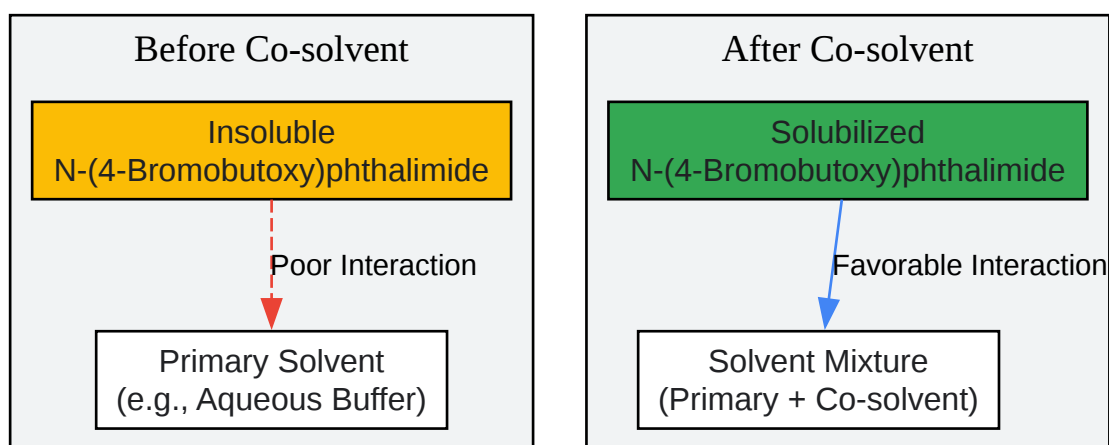 Before Co-solvent
Insoluble
N-(4-Bromobutoxy)phthalimide
Poor Interaction
Primary Solvent
(e.g., Aqueous Buffer)
After Co-solvent
Solubilized
N-(4-Bromobutoxy)phthalimide
Favorable Interaction
Solvent Mixture
(Primary + Co-solvent)